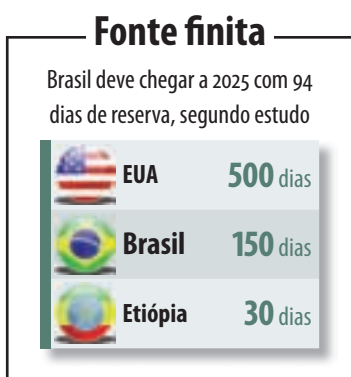 Fonte finita
Brasil deve chegar a 2025 com 94
dias de reserva, segundo estudo
EUA 500 dias
Brasil 150 dias
Etiópia 30 dias